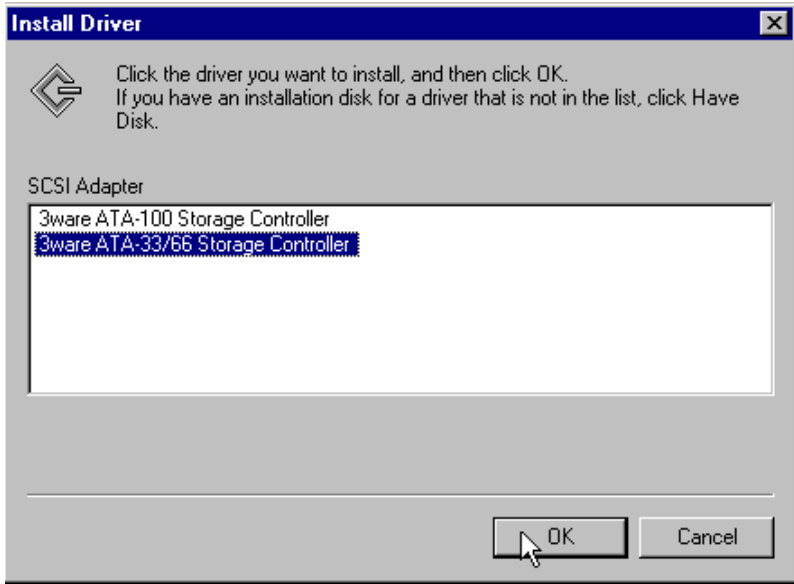 Install Driver
Click the driver you want to install, and then click OK.
If you have an installation disk for a driver that is not in the list, click Have
Disk.
SCSI Adapter
3ware ATA-100 Storage Controller
3ware ATA-33/66 Storage Controller
OK
Cancel